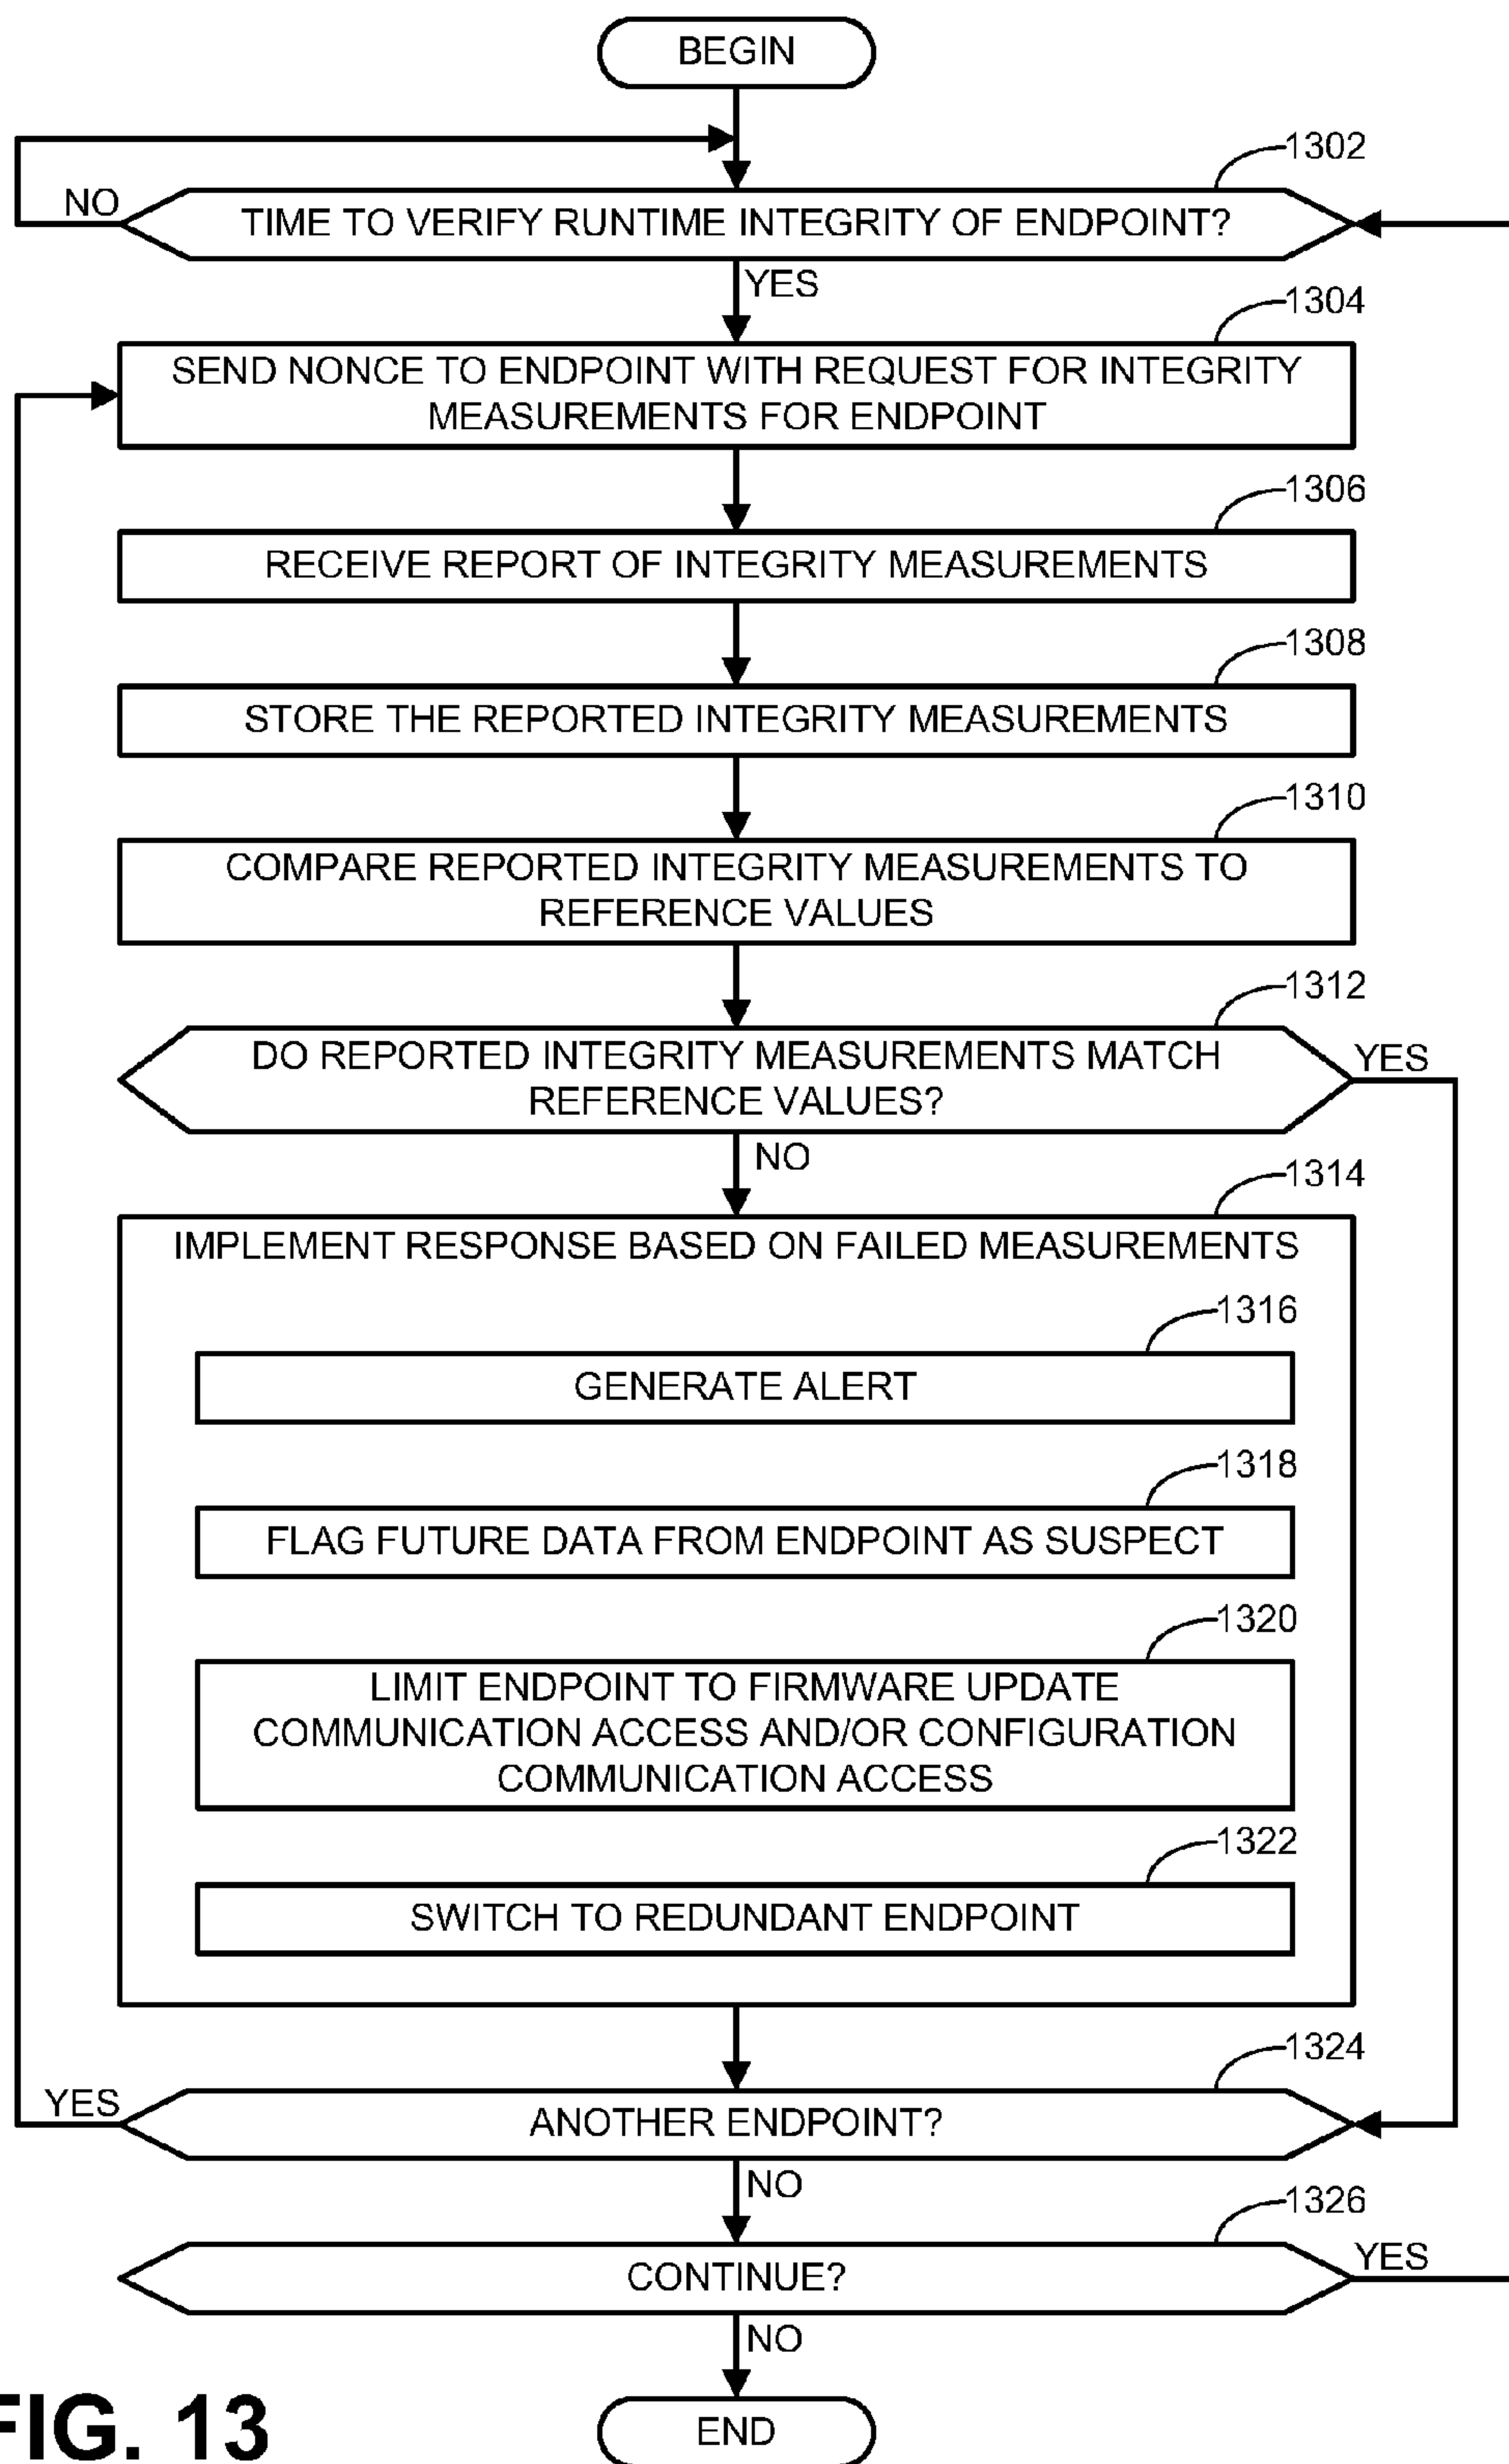 BEGIN
1302
NO
TIME TO VERIFY RUNTIME INTEGRITY OF ENDPOINT?
YES
1304
SEND NONCE TO ENDPOINT WITH REQUEST FOR INTEGRITY
MEASUREMENTS FOR ENDPOINT
1306
RECEIVE REPORT OF INTEGRITY MEASUREMENTS
1308
STORE THE REPORTED INTEGRITY MEASUREMENTS
1310
COMPARE REPORTED INTEGRITY MEASUREMENTS TO
REFERENCE VALUES
1312
DO REPORTED INTEGRITY MEASUREMENTS MATCH
REFERENCE VALUES?
YES
NO
1314
IMPLEMENT RESPONSE BASED ON FAILED MEASUREMENTS
1316
GENERATE ALERT
1318
FLAG FUTURE DATA FROM ENDPOINT AS SUSPECT
1320
LIMIT ENDPOINT TO FIRMWARE UPDATE
COMMUNICATION ACCESS AND/OR CONFIGURATION
COMMUNICATION ACCESS
1322
SWITCH TO REDUNDANT ENDPOINT
1324
YES
ANOTHER ENDPOINT?
NO
1326
CONTINUE?
YES
NO
END
FIG. 13